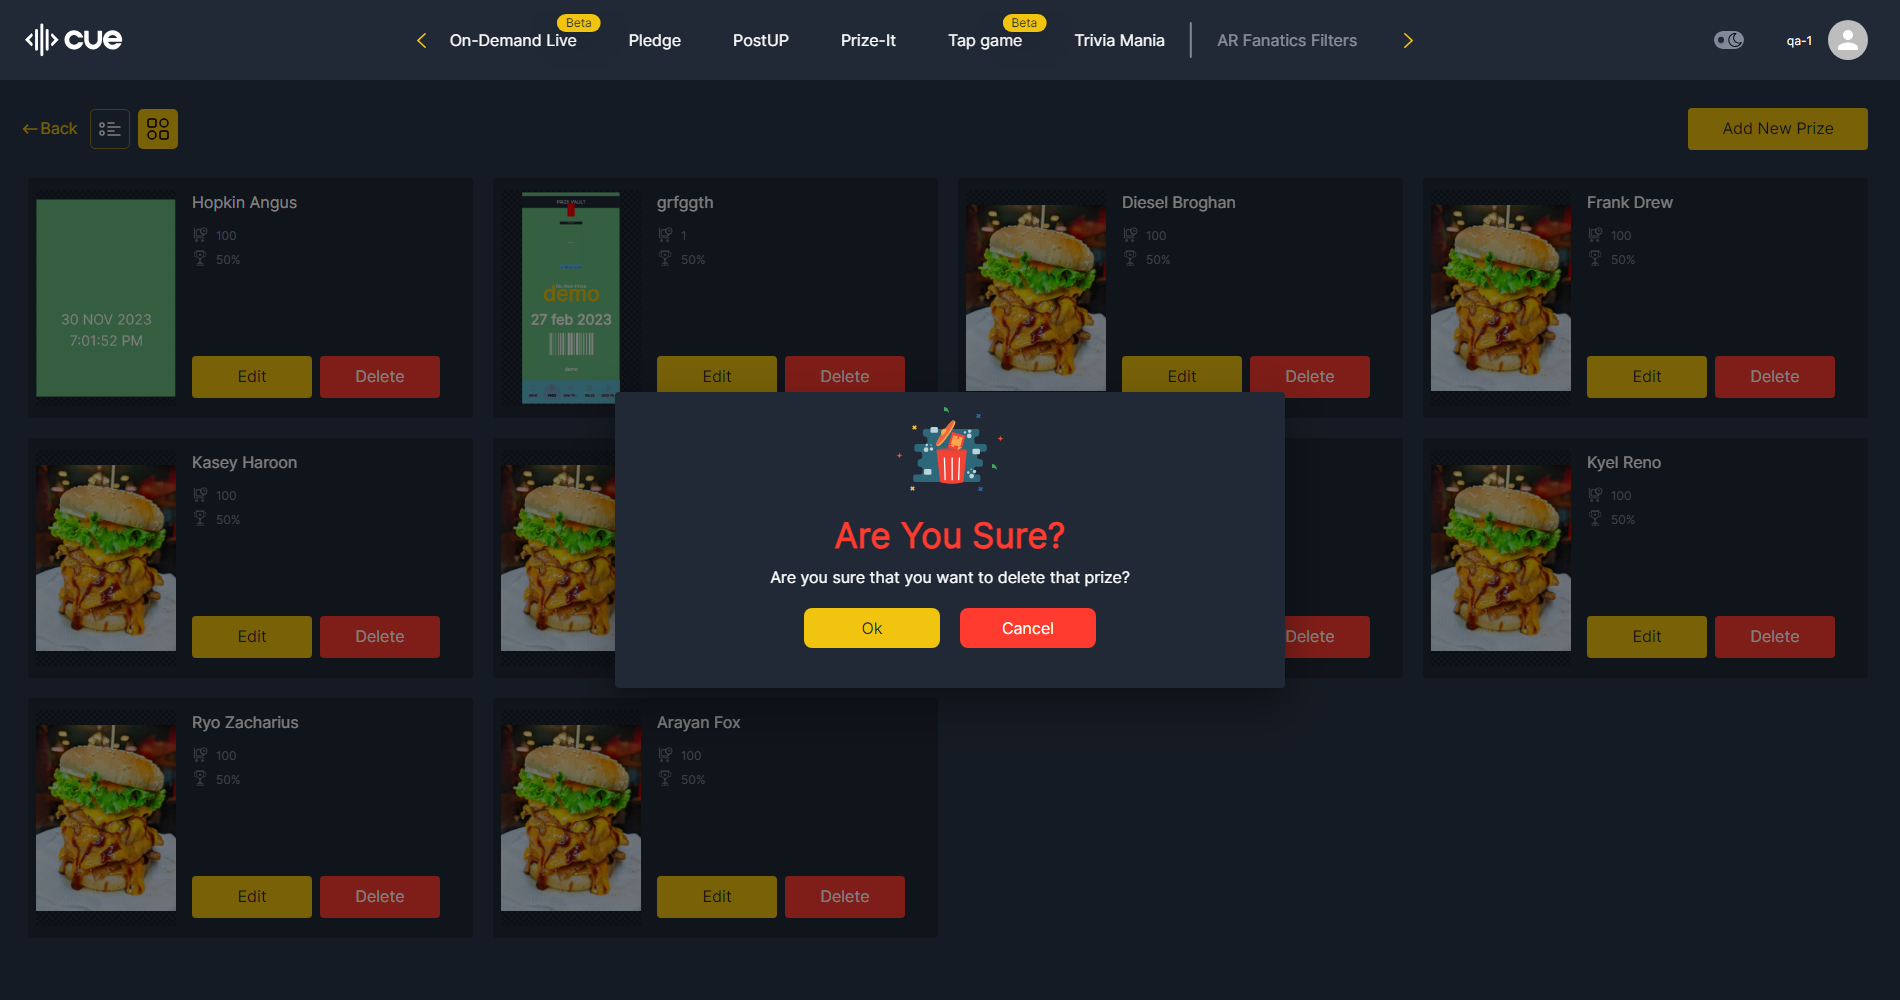 cue
On-Demand Live
Beta
Pledge
PostUP
Prize-It
Tap game
Beta
Trivia Mania
AR Fanatics Filters
qa-1
Back
Add New Prize
30 NOV 2023
7:01:52 PM
Hopkin Angus
100
50%
Edit
Delete
PRIZE VAULT
demo
27 feb 2023
demo
grfggth
1
50%
Edit
Delete
Diesel Broghan
100
50%
Edit
Delete
Frank Drew
100
50%
Edit
Delete
Kasey Haroon
100
50%
Edit
Delete
Are You Sure?
Are you sure that you want to delete that prize?
Ok
Cancel
Delete
Kyel Reno
100
50%
Edit
Delete
Ryo Zacharius
100
50%
Edit
Delete
Arayan Fox
100
50%
Edit
Delete